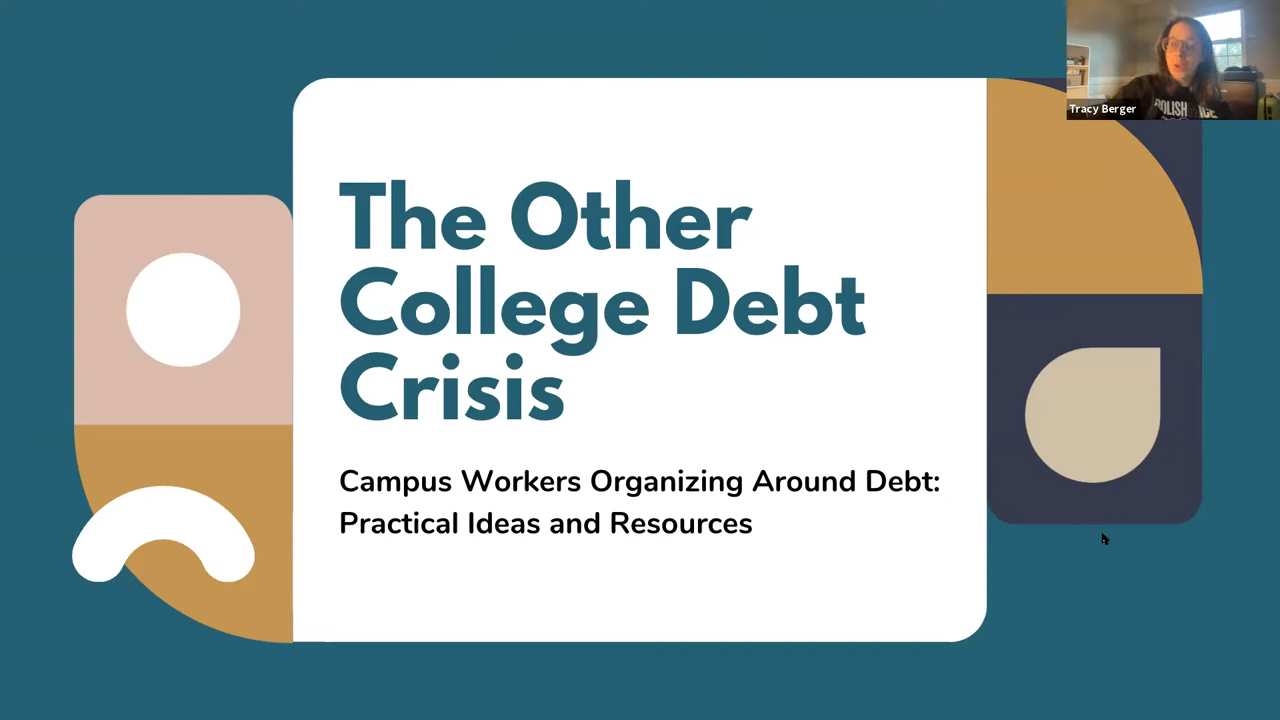 The Other
College Debt
Crisis
Campus Workers Organizing Around Debt:
Practical Ideas and Resources
Tracy Berger